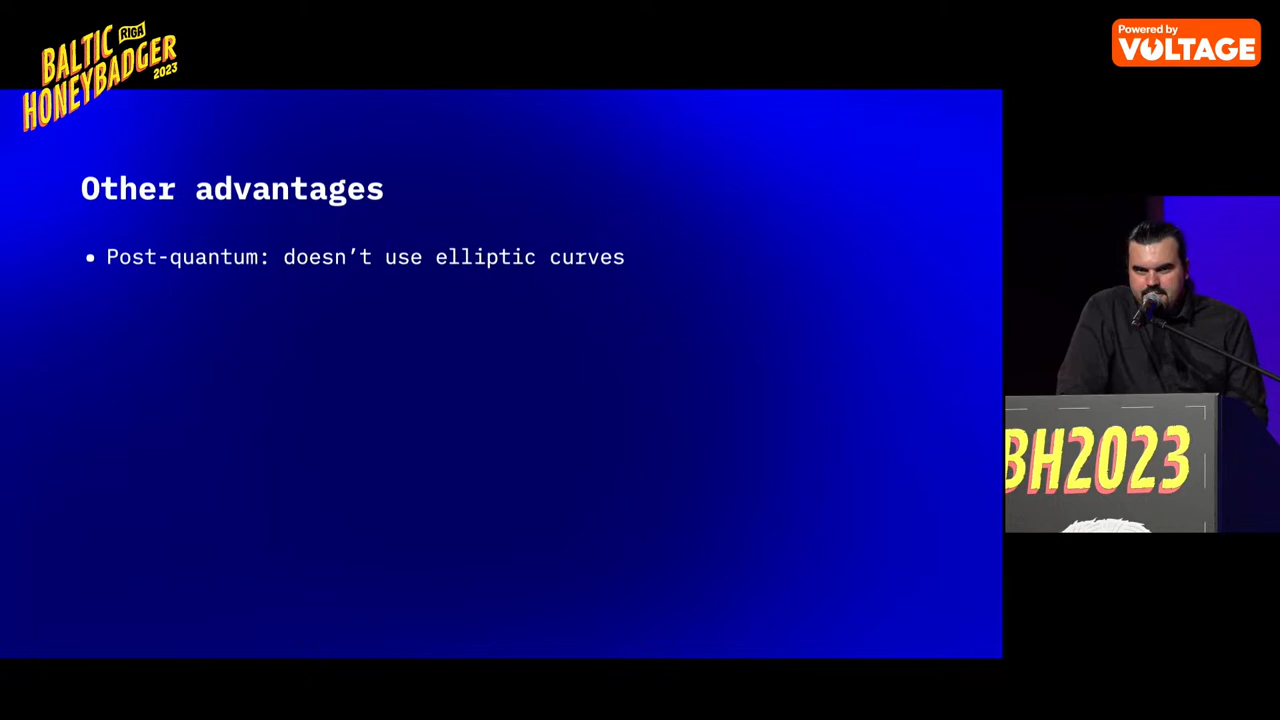 BALTIC RIGA
HONEYBADGER
2023
Powered by
VOLTAGE
Other advantages
• Post-quantum: doesn’t use elliptic curves
BH2023